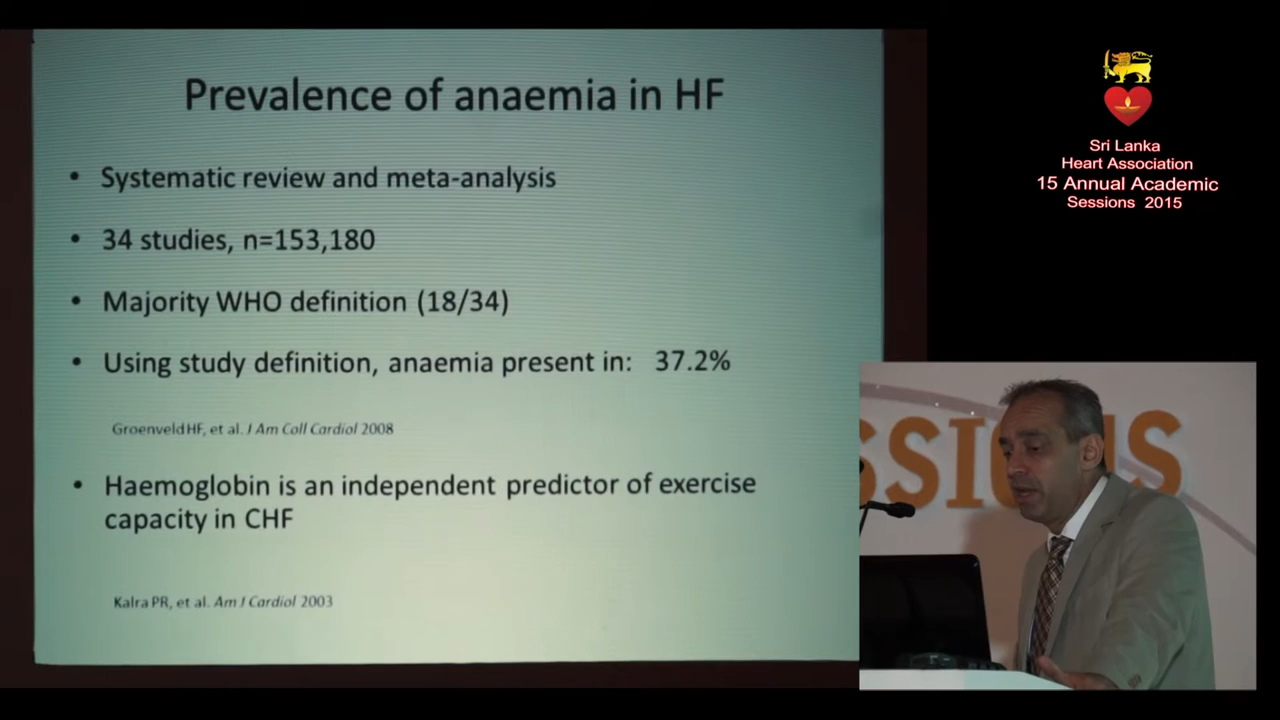 Prevalence of anaemia in HF
• Systematic review and meta-analysis
• 34 studies, n=153,180
• Majority WHO definition (18/34)
• Using study definition, anaemia present in: 37.2%
Groenveld HF, et al. J Am Coll Cardiol 2008
• Haemoglobin is an independent predictor of exercise
capacity in CHF
Kalra PR, et al. Am J Cardiol 2003
Sri Lanka
Heart Association
15 Annual Academic
Sessions 2015